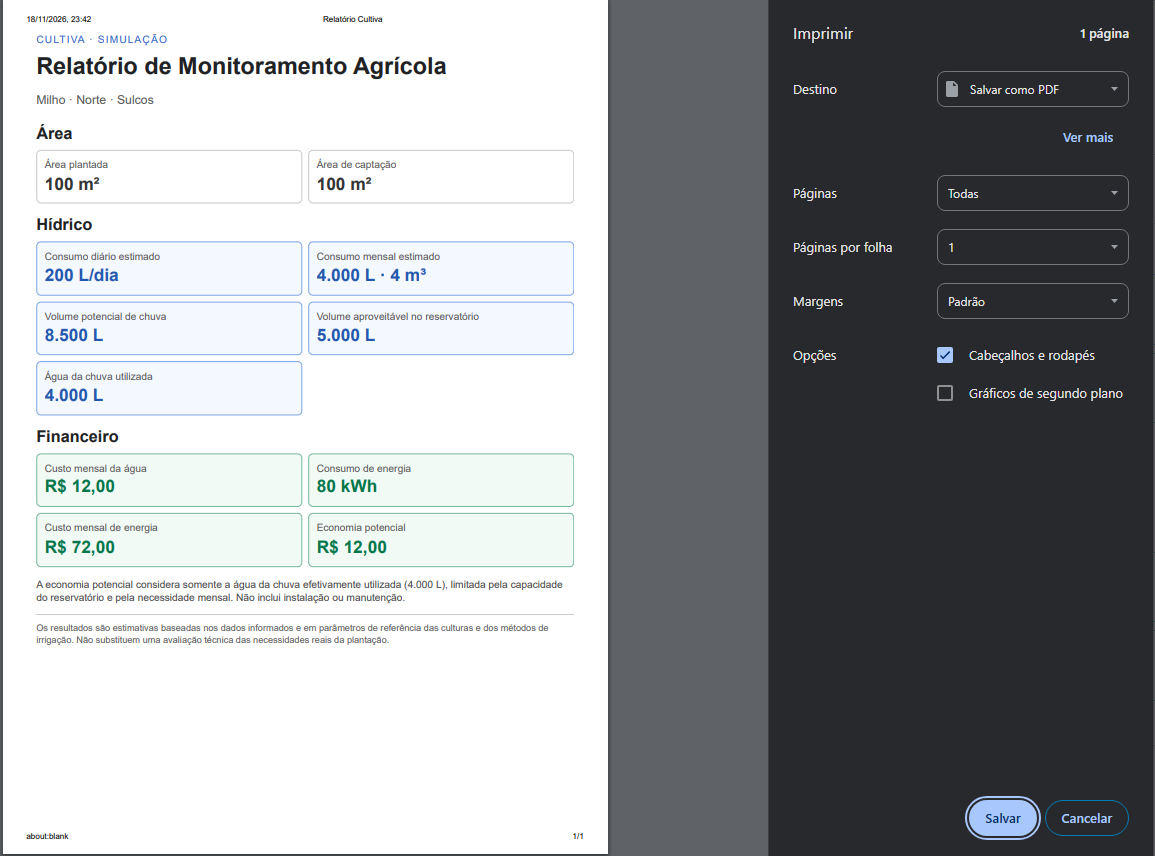 18/11/2026, 23:42
Relatório Cultiva
CULTIVA · SIMULAÇÃO
Relatório de Monitoramento Agrícola
Milho · Norte · Sulcos
Área
Área plantada
100 m²
Área de captação
100 m²
Hídrico
Consumo diário estimado
200 L/dia
Consumo mensal estimado
4.000 L · 4 m³
Volume potencial de chuva
8.500 L
Volume aproveitável no reservatório
5.000 L
Água da chuva utilizada
4.000 L
Financeiro
Custo mensal da água
R$ 12,00
Consumo de energia
80 kWh
Custo mensal de energia
R$ 72,00
Economia potencial
R$ 12,00
A economia potencial considera somente a água da chuva efetivamente utilizada (4.000 L), limitada pela capacidade
do reservatório e pela necessidade mensal. Não inclui instalação ou manutenção.
Os resultados são estimativas baseadas nos dados informados e em parâmetros de referência das culturas e dos métodos de
irrigação. Não substituem uma avaliação técnica das necessidades reais da plantação.
about:blank
1/1
Imprimir
1 página
Destino
Salvar como PDF
Ver mais
Páginas
Todas
Páginas por folha
1
Margens
Padrão
Opções
Cabeçalhos e rodapés
Gráficos de segundo plano
Salvar
Cancelar